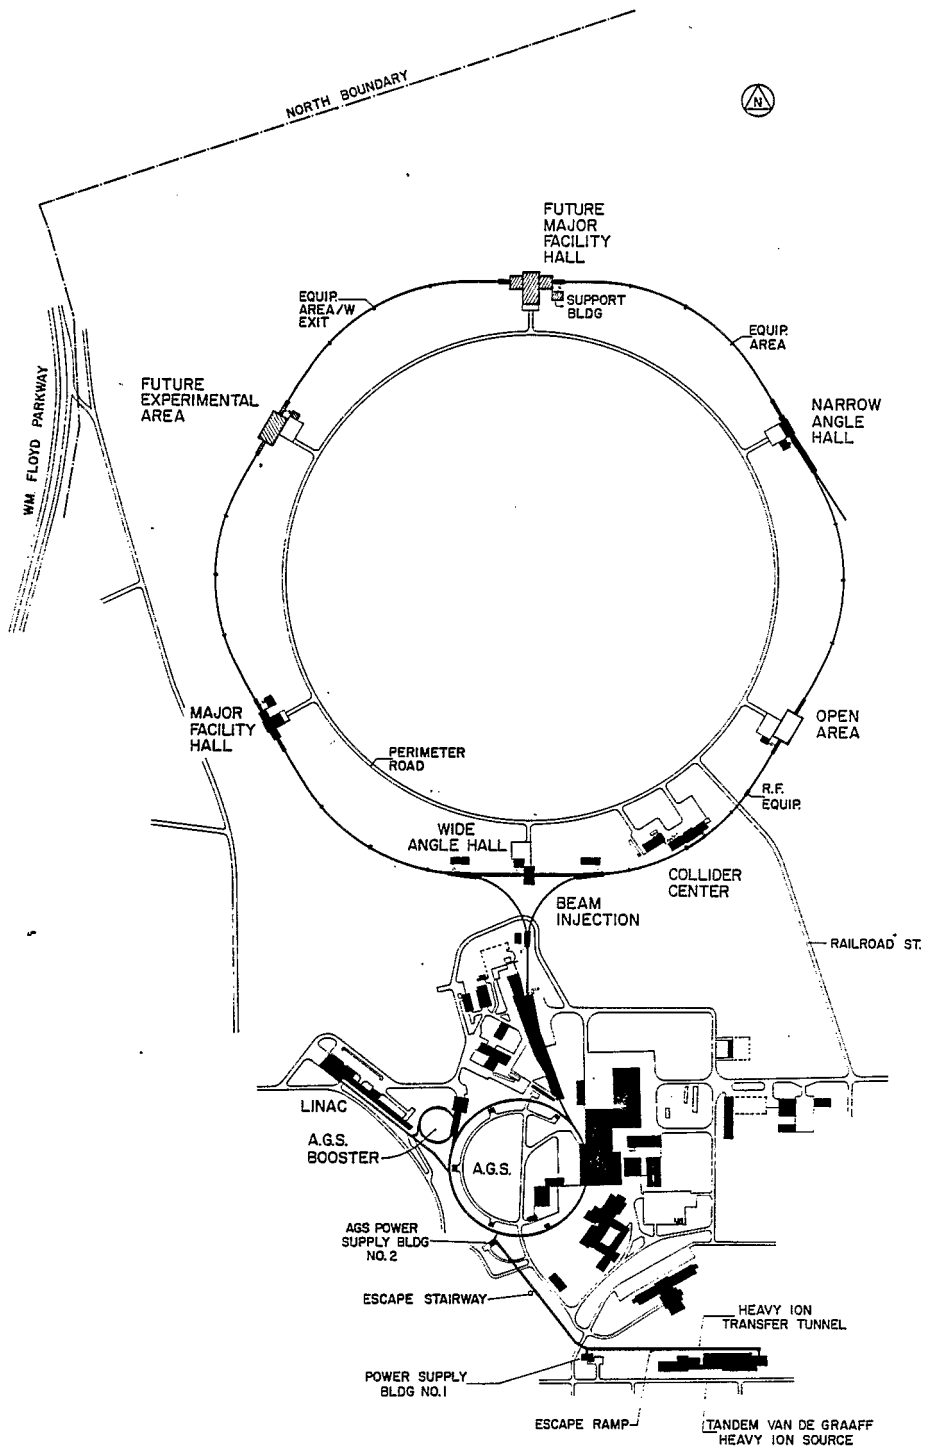 NORTH BOUNDARY
N
FUTURE
MAJOR
FACILITY
HALL
EQUIP.
AREA/W
EXIT
SUPPORT
BLDG
EQUIP.
AREA
WM. FLOYD PARKWAY
FUTURE
EXPERIMENTAL
AREA
NARROW
ANGLE
HALL
MAJOR
FACILITY
HALL
OPEN
AREA
PERIMETER
ROAD
R.F.
EQUIP.
WIDE
ANGLE HALL
COLLIDER
CENTER
BEAM
INJECTION
RAILROAD ST.
LINAC
A.G.S.
BOOSTER
A.G.S.
AGS POWER
SUPPLY BLDG
NO. 2
ESCAPE STAIRWAY
HEAVY ION
TRANSFER TUNNEL
POWER SUPPLY
BLDG NO. 1
ESCAPE RAMP
TANDEM VAN DE GRAAFF
HEAVY ION SOURCE